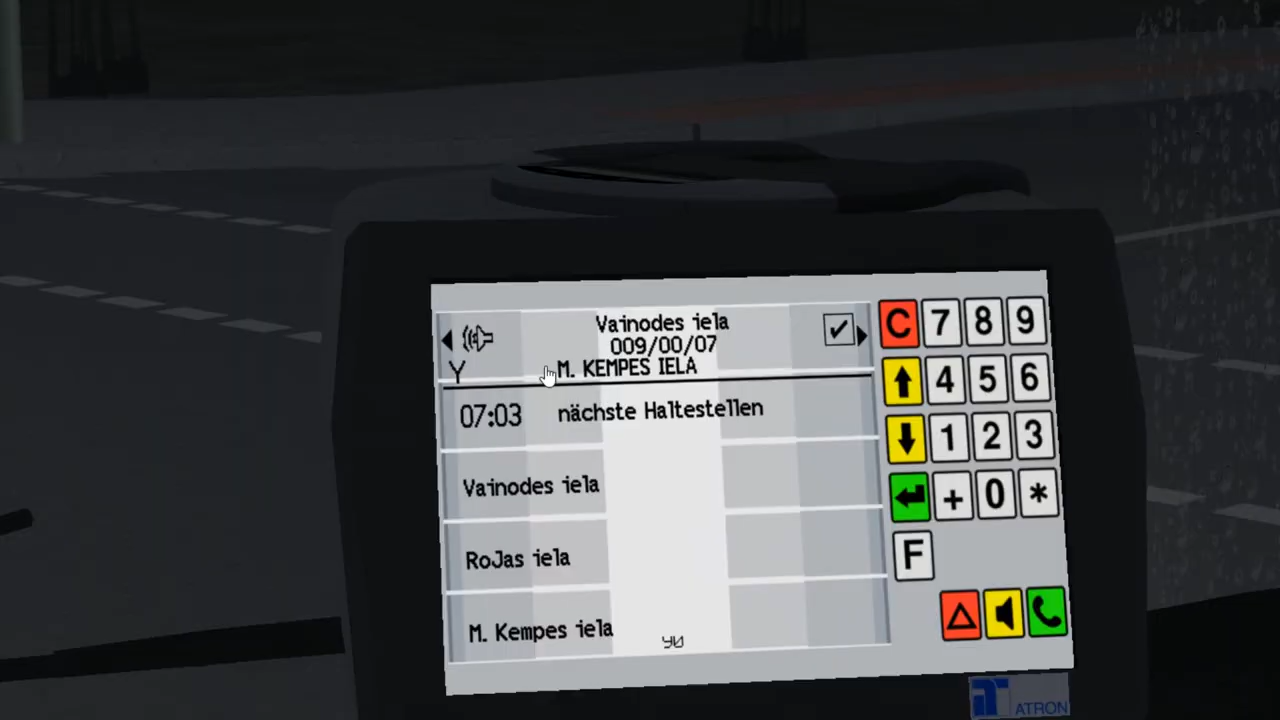 Vainodes iela
009/00/07
M. KEMPES IELA
07:03 nächste Haltestellen
Vainodes iela
RoJas iela
M. Kempes iela
C 7 8 9
4 5 6
1 2 3
+ 0 *
F
ATRON